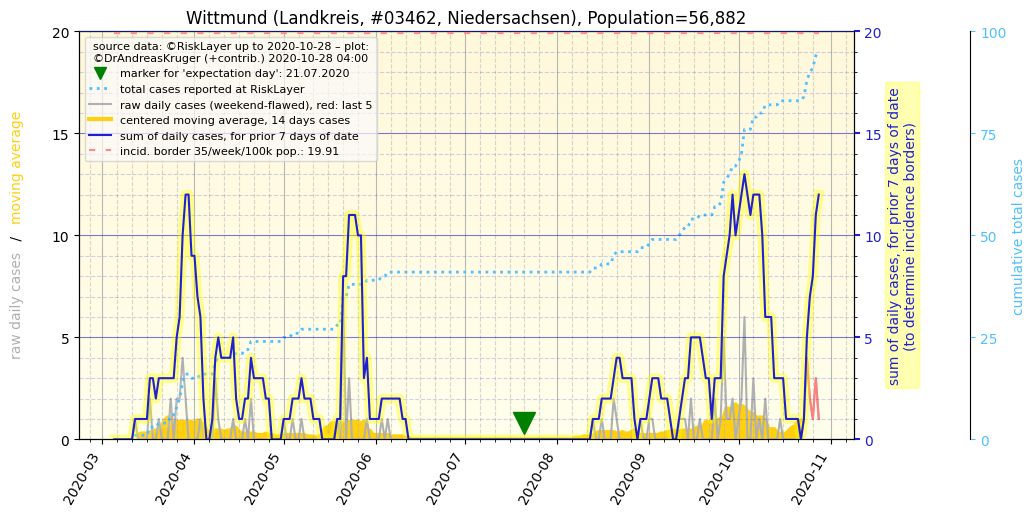 Wittmund (Landkreis, #03462, Niedersachsen), Population=56,882
source data: ©RiskLayer up to 2020-10-28 – plot:
©DrAndreasKruger (+contrib.) 2020-10-28 04:00
marker for 'expectation day': 21.07.2020
total cases reported at RiskLayer
raw daily cases (weekend-flawed), red: last 5
centered moving average, 14 days cases
sum of daily cases, for prior 7 days of date
incid. border 35/week/100k pop.: 19.91
raw daily cases / moving average
20
15
10
5
0
2020-03
2020-04
2020-05
2020-06
2020-07
2020-08
2020-09
2020-10
2020-11
20
15
10
5
0
sum of daily cases, for prior 7 days of date
(to determine incidence borders)
100
75
50
25
0
cumulative total cases